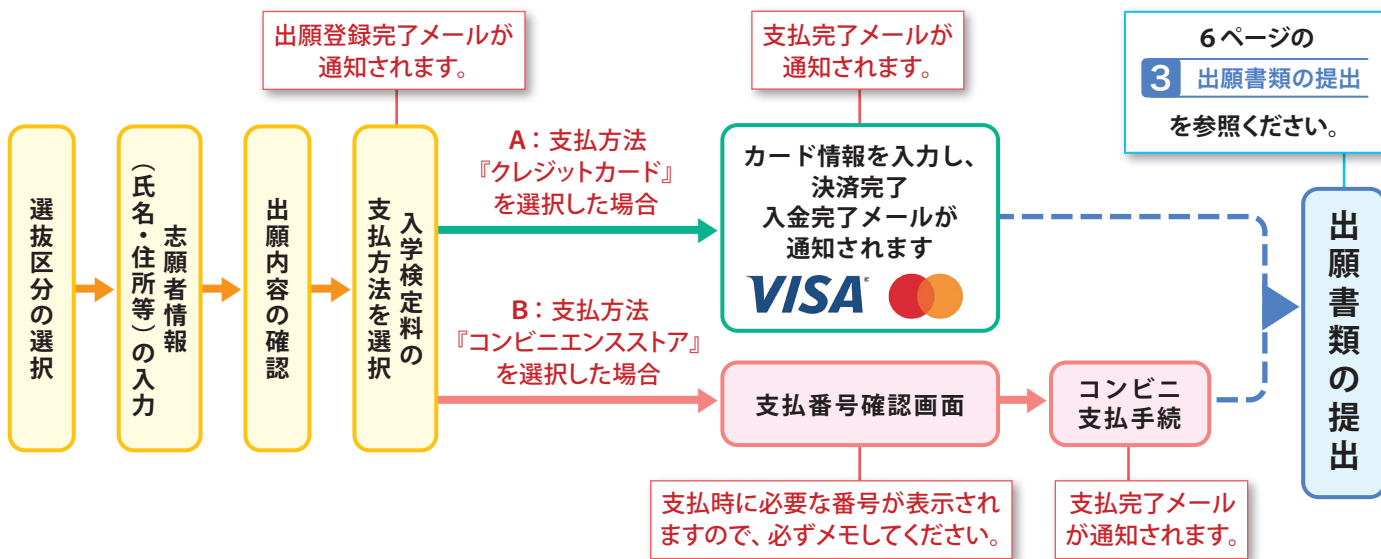 出願登録完了メールが
通知されます。
支払完了メールが
通知されます。
6ページの
3 出願書類の提出
を参照ください。
選抜区分の選択
志願者情報
(氏名・住所等)の入力
出願内容の確認
入学検定料の
支払方法を選択
A:支払方法
『クレジットカード』
を選択した場合
カード情報を入力し、
決済完了
入金完了メールが
通知されます
VISA
B:支払方法
『コンビニエンスストア』
を選択した場合
支払番号確認画面
コンビニ
支払手続
出願書類の提出
支払時に必要な番号が表示され
ますので、必ずメモしてください。
支払完了メール
が通知されます。